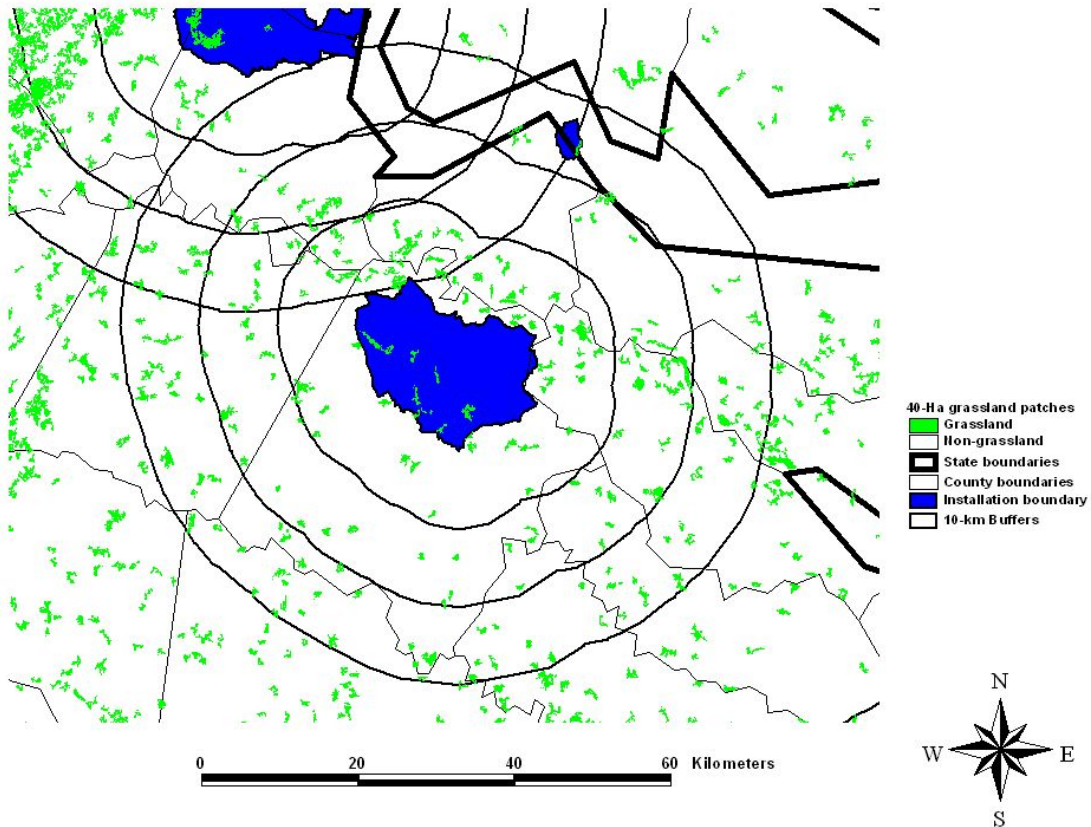 40-Ha grassland patches
Grassland
Non-grassland
State boundaries
County boundaries
Installation boundary
10-km Buffers
0 20 40 60 Kilometers
N
W E
S